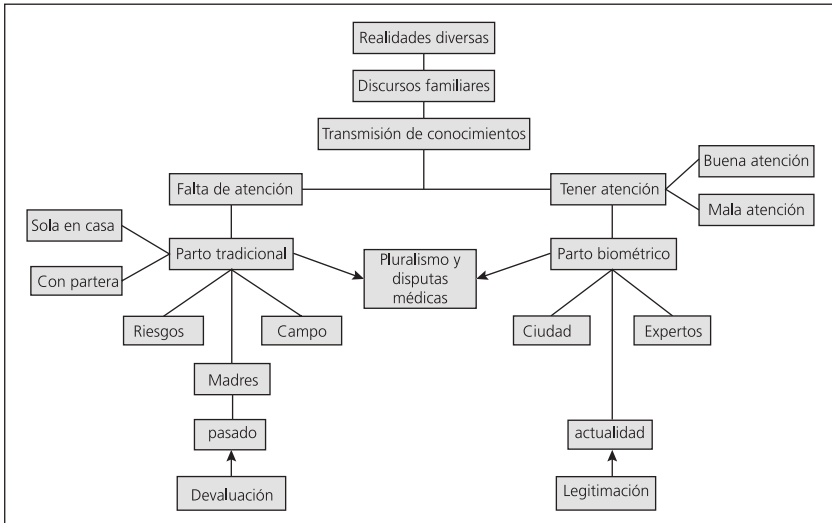 Realidades diversas
Discursos familiares
Transmisión de conocimientos
Buena atención
Falta de atención
Tener atención
Mala atención
Sola en casa
Parto tradicional
Pluralismo y
disputas
médicas
Parto biométrico
Con partera
Riesgos
Campo
Ciudad
Expertos
Madres
pasado
actualidad
Devaluación
Legitimación